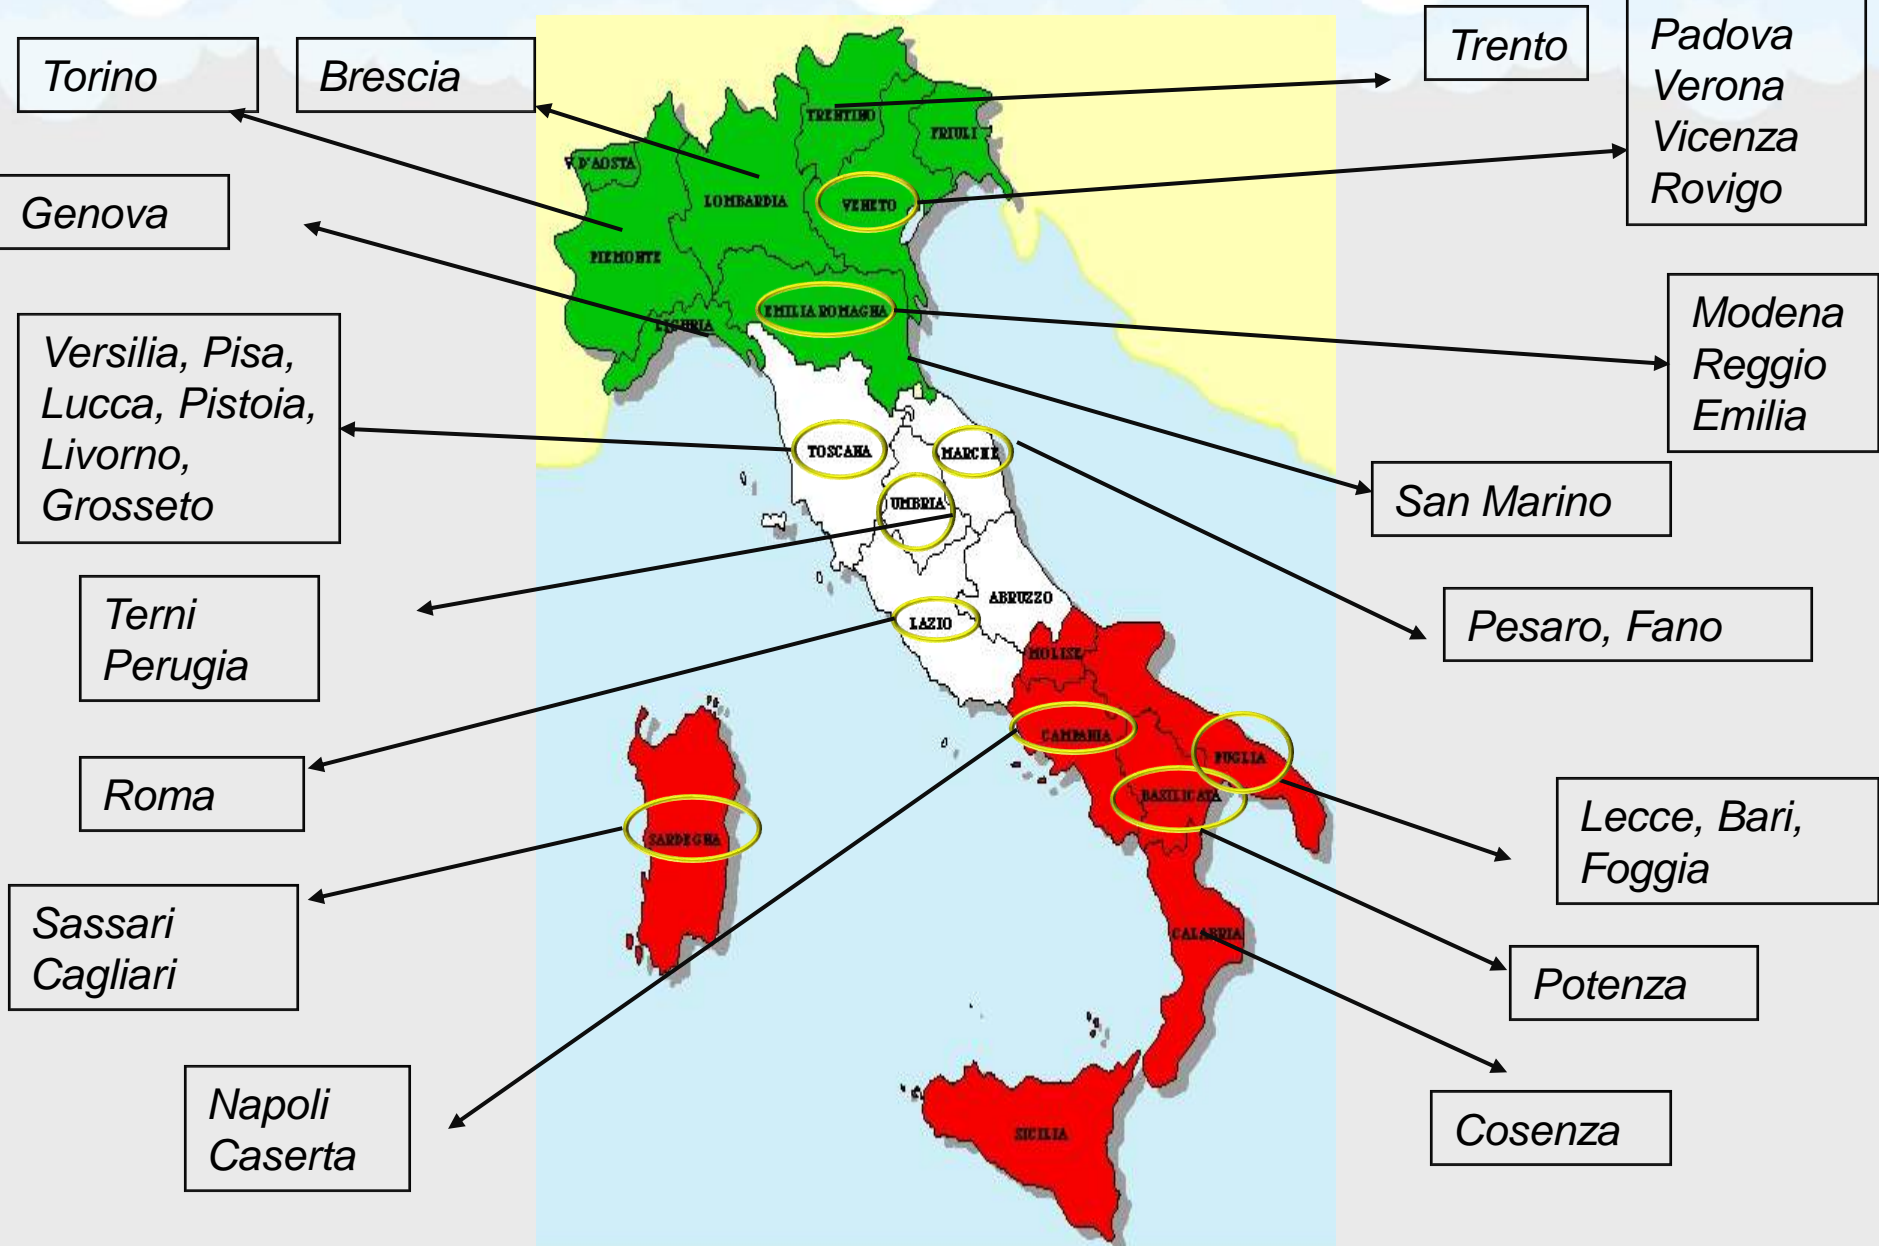 Torino
Brescia
Trento
Padova
Verona
Vicenza
Rovigo
Genova
Modena
Reggio
Emilia
Versilia, Pisa,
Lucca, Pistoia,
Livorno,
Grosseto
San Marino
Terni
Perugia
Pesaro, Fano
Roma
Lecce, Bari,
Foggia
Sassari
Cagliari
Potenza
Napoli
Caserta
Cosenza
TRENTINO
FRIULI
V D'AOSTA
LOMBARDIA
VENETO
PIEMONTE
EMILIA ROMAGNA
LIGURIA
TOSCANA
MARCHE
UMBRIA
ABRUZZO
LAZIO
MOLISE
CAMPANIA
PUGLIA
BASILICATA
SARDEGNA
CALABRIA
SICILIA